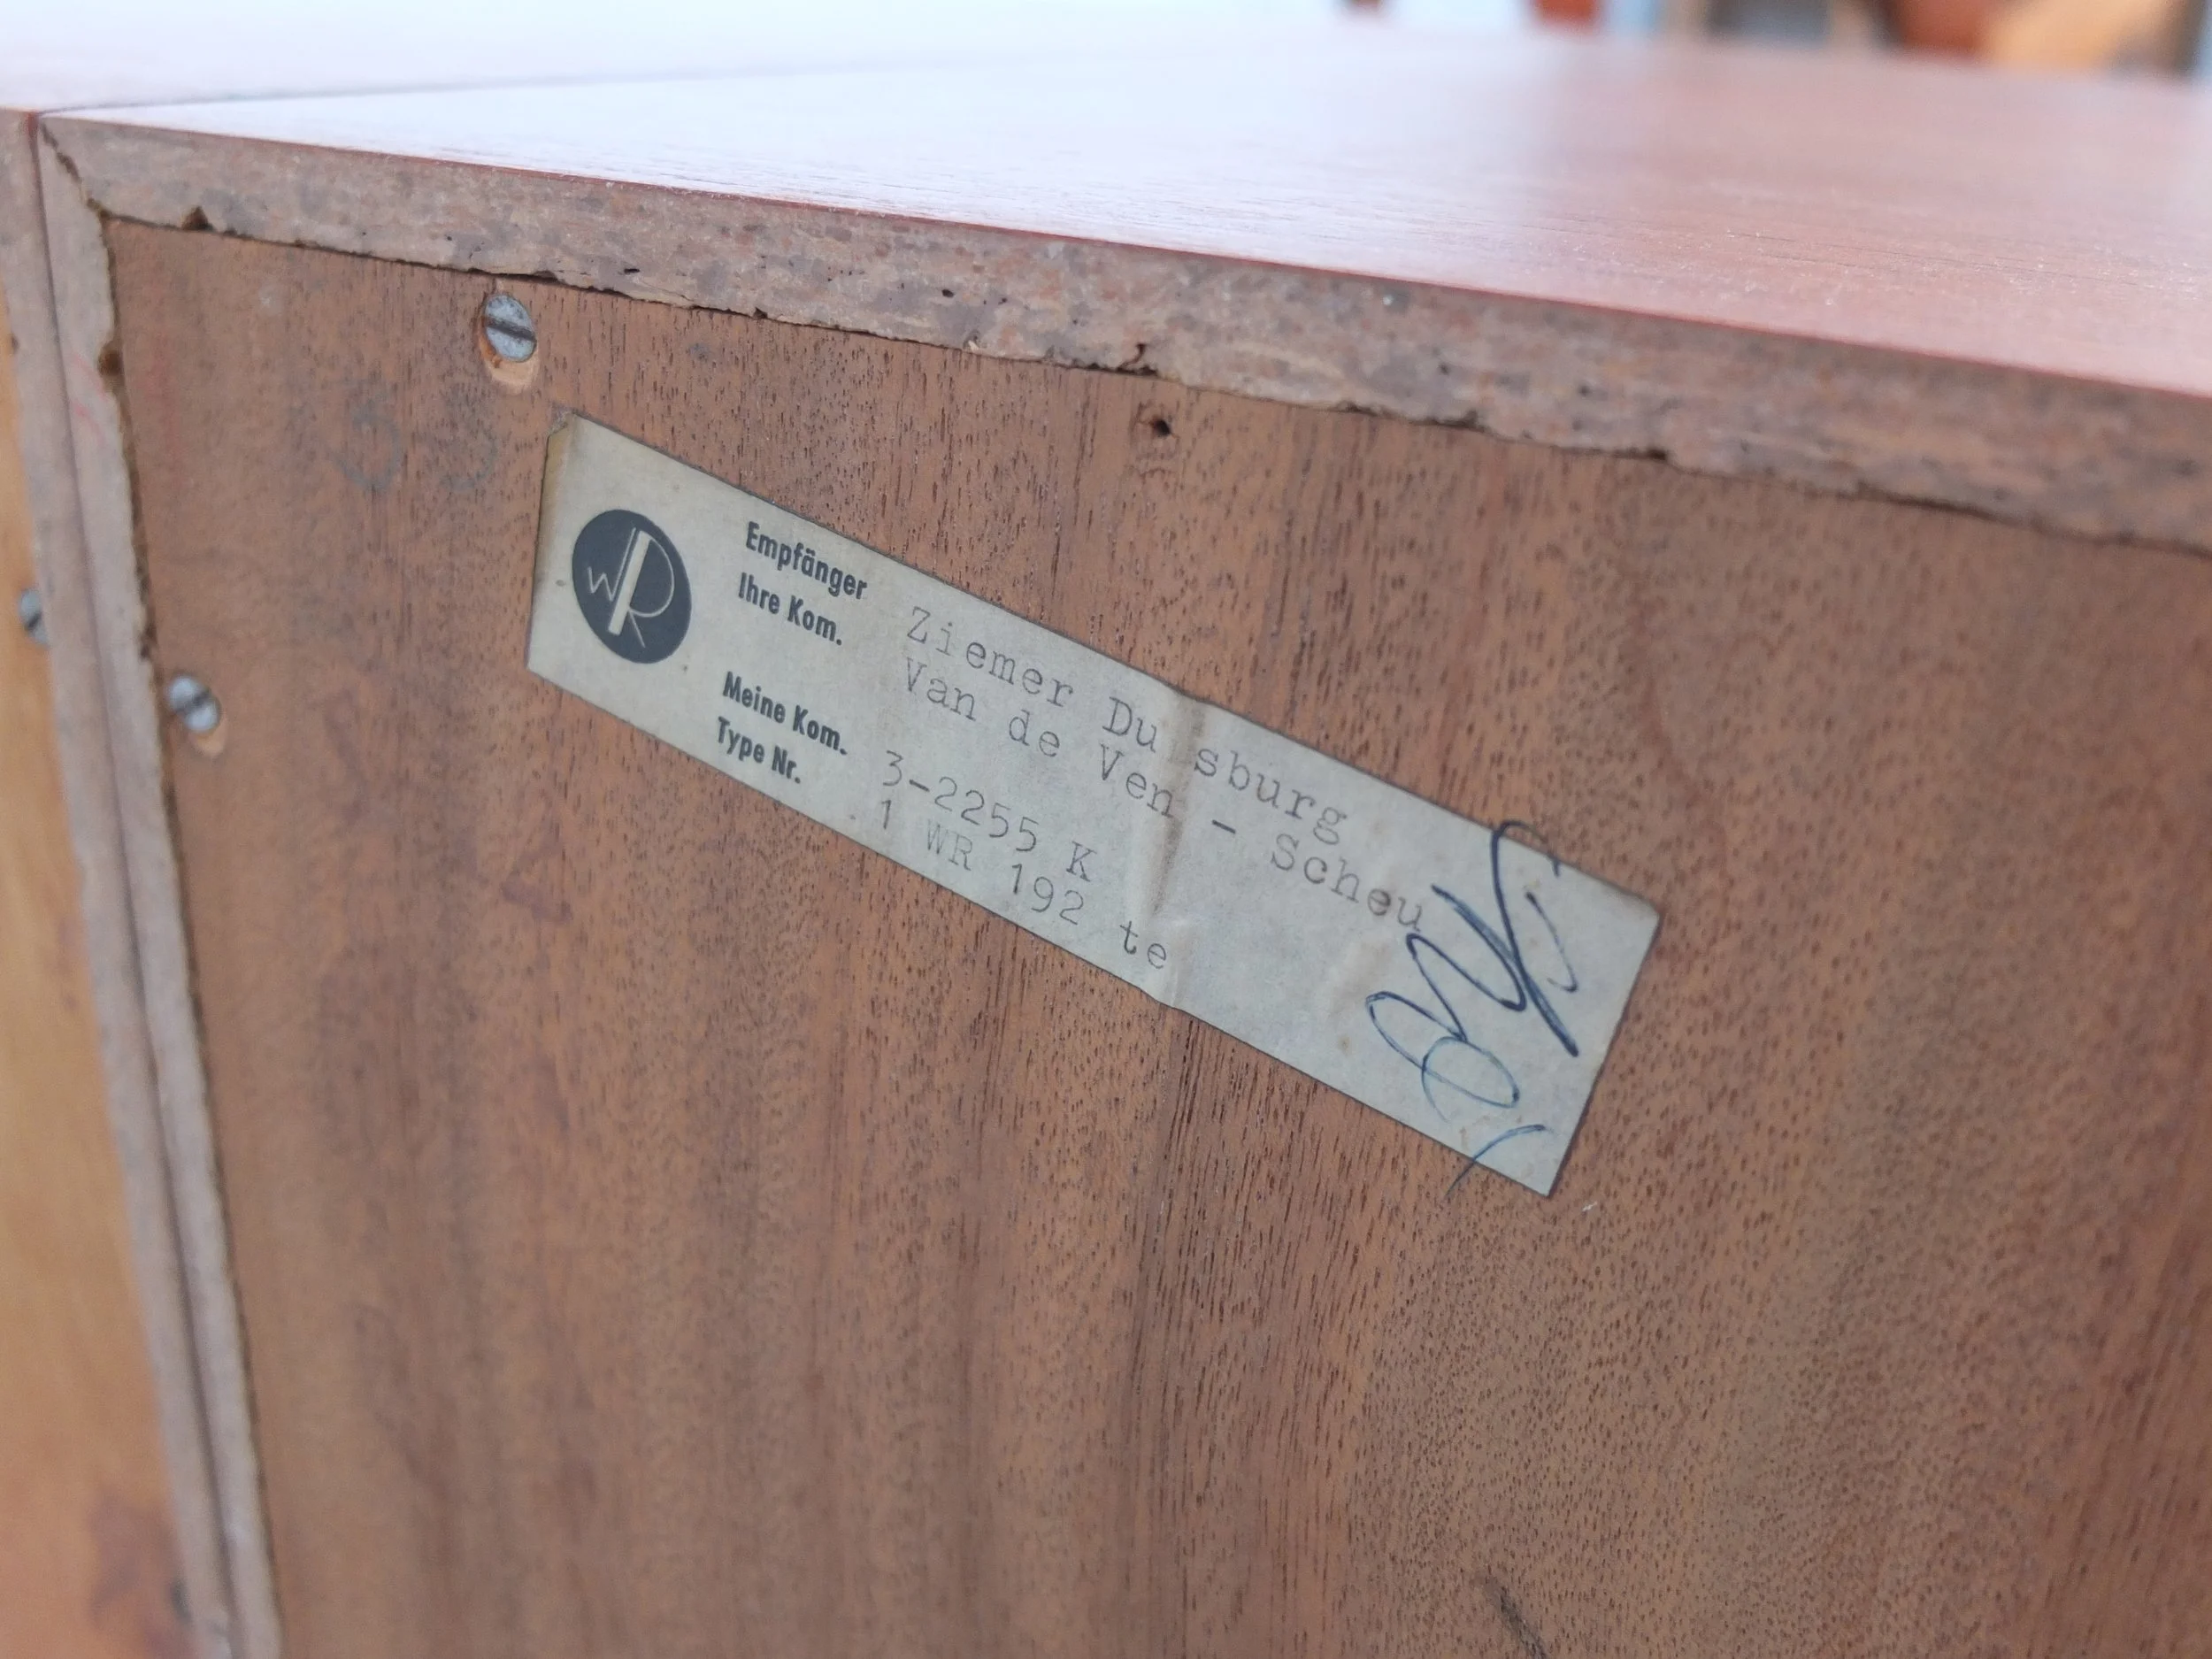 WR
Empfänger Ziemer Du sburg
Ihre Kom. Van de Ven - Scheu
Meine Kom. 3-2255 K
Type Nr. 1 WR 192 te